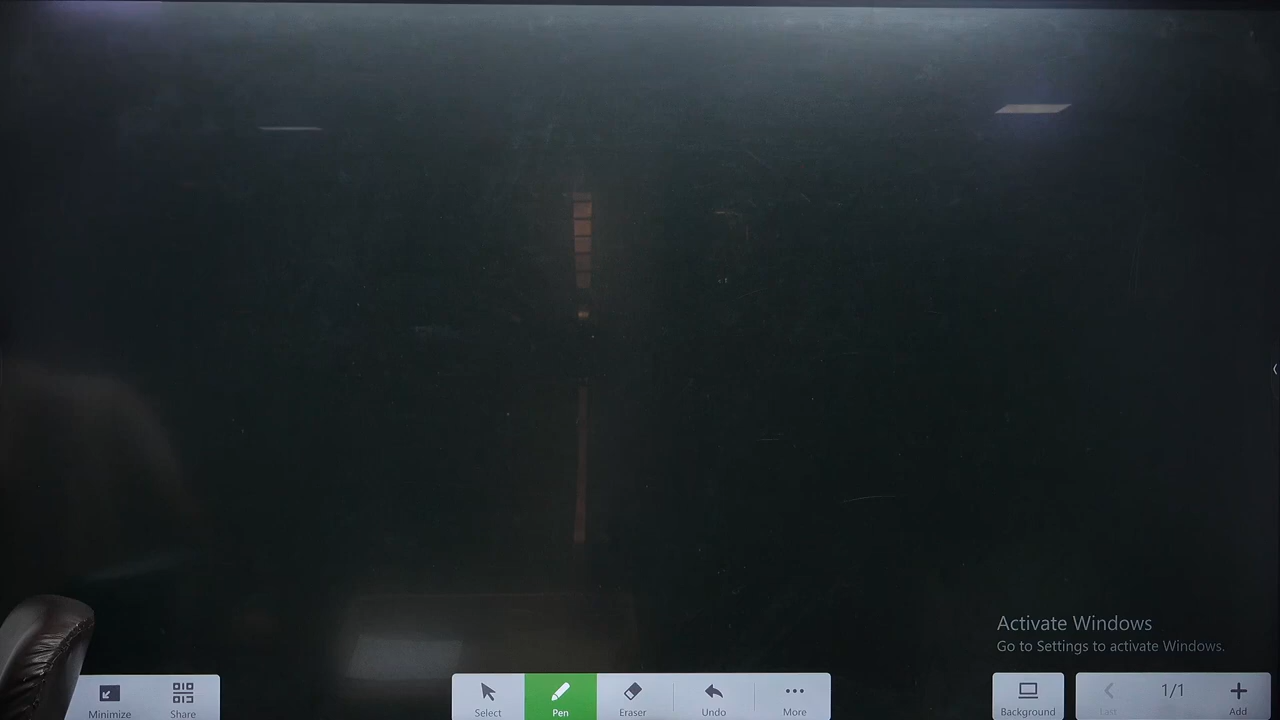 Activate Windows
Go to Settings to activate Windows.
Minimize
Share
Select
Pen
Eraser
Undo
More
Background
Last
1/1
Add